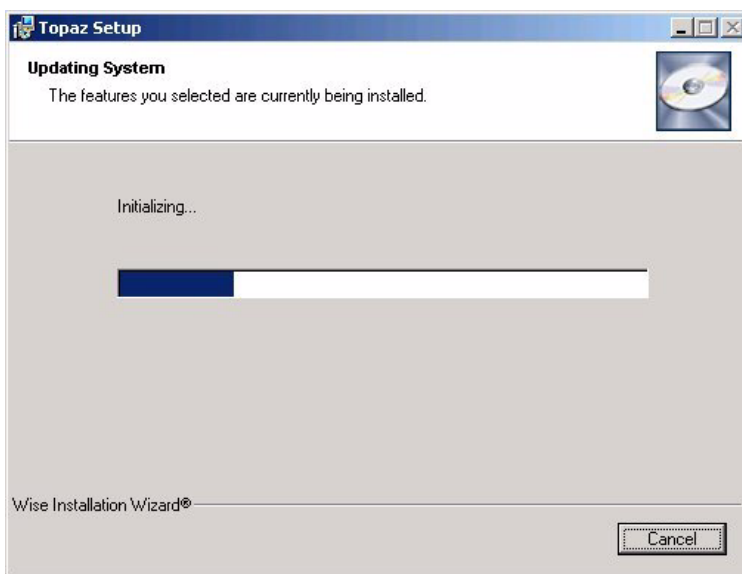 Topaz Setup
Updating System
The features you selected are currently being installed.
Initializing...
Wise Installation Wizard®
Cancel